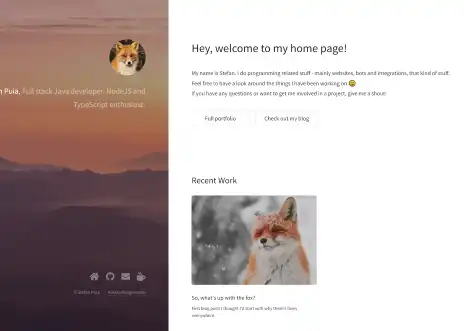 n Puia, Full stack Java developer. NodeJS and
TypeScript enthusiast.
© Stefan Puia
Hey, welcome to my home page!
My name is Stefan. I do programming related stuff - mainly websites, bots and integrations, that kind of stuff.
Feel free to have a look around the things I have been working on 😄
If you have any questions or want to get me involved in a project, give me a shout!
Full portfolio
Check out my blog
Recent Work
So, what's up with the fox?
First blog post! I thought I'd start with why there's foxes
everywhere.